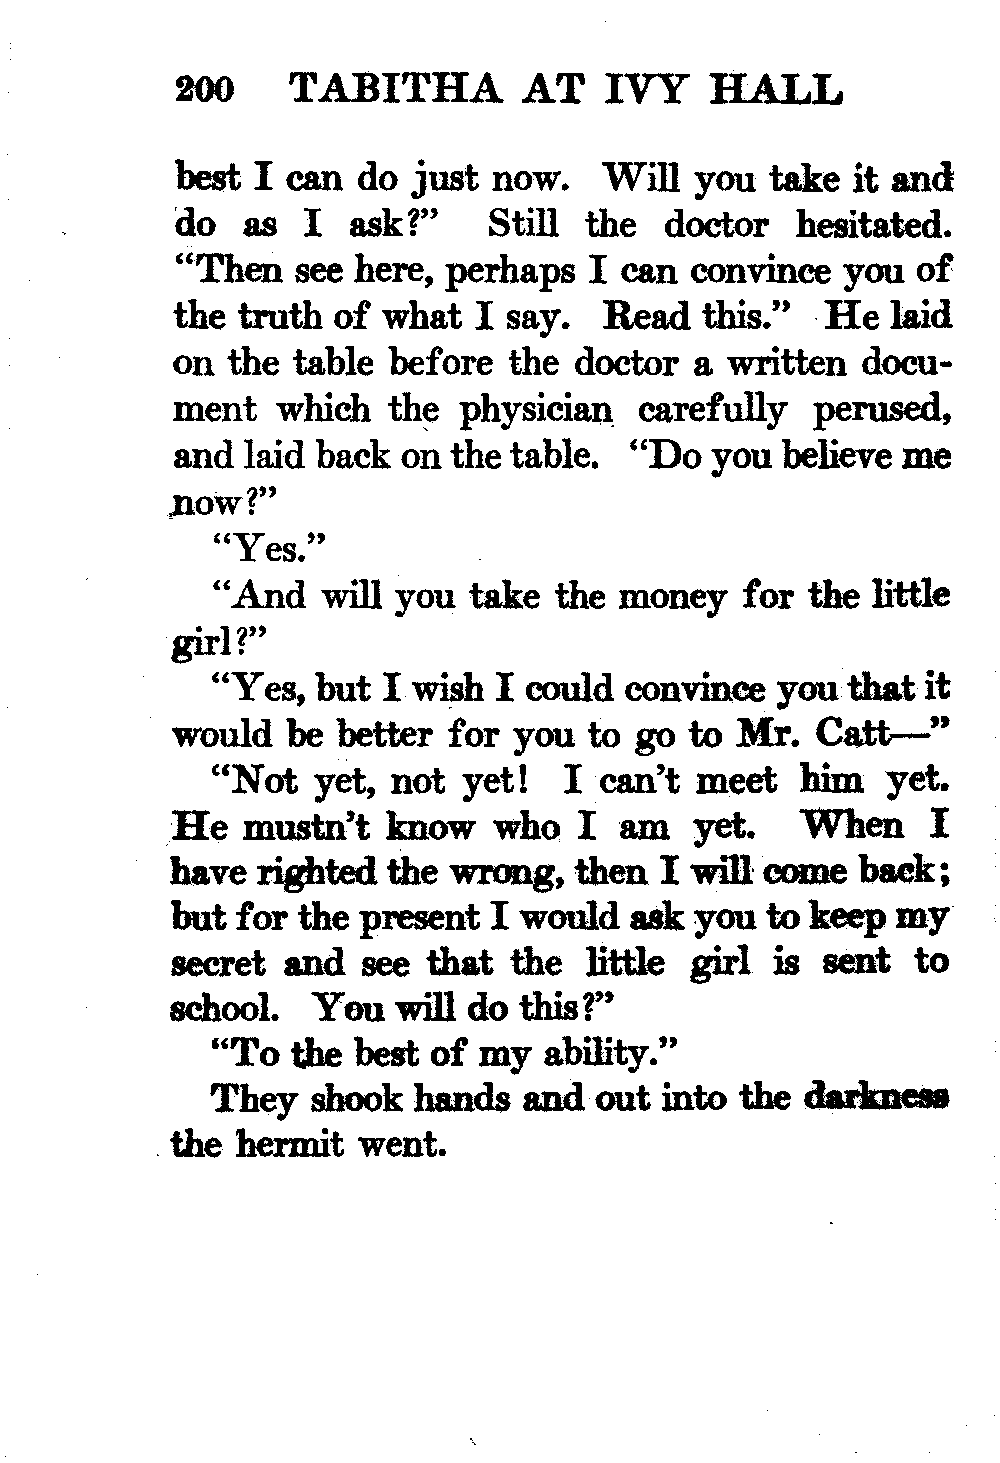 200 TABITHA AT IVY HALL
best I can do just now. Will you take it and
do as I ask?” Still the doctor hesitated.
“Then see here, perhaps I can convince you of
the truth of what I say. Read this.” He laid
on the table before the doctor a written docu-
ment which the physician carefully perused,
and laid back on the table. “Do you believe me
now?”
“Yes.”
“And will you take the money for the little
girl?”
“Yes, but I wish I could convince you that it
would be better for you to go to Mr. Catt—”
“Not yet, not yet! I can’t meet him yet.
He mustn’t know who I am yet. When I
have righted the wrong, then I will come back;
but for the present I would ask you to keep my
secret and see that the little girl is sent to
school. You will do this?”
“To the best of my ability.”
They shook hands and out into the darkness
the hermit went.